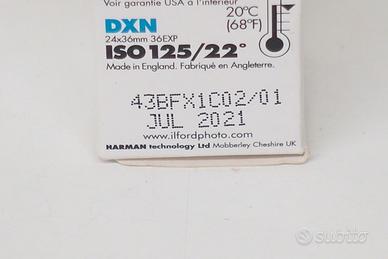 Voir garantie USA à l'intérieur
DXN
24x36mm 36EXP
20°C
(68°F)
ISO 125/22°
Made in England. Fabriqué en Angleterre.
43BFX1C02/01
JUL 2021
www.ilfordphoto.com
HARMAN technology Ltd Mobberley Cheshire UK
subito